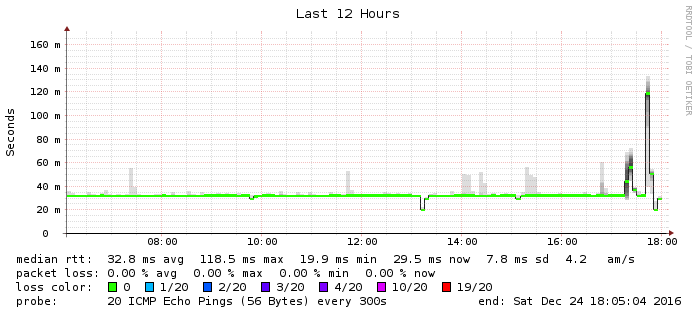 Last 12 Hours
RRDTOOL / TOBI OETIKER
Seconds
160 m
140 m
120 m
100 m
80 m
60 m
40 m
20 m
0
08:00 10:00 12:00 14:00 16:00 18:00
median rtt: 32.8 ms avg 118.5 ms max 19.9 ms min 29.5 ms now 7.8 ms sd 4.2 am/s
packet loss: 0.00 % avg 0.00 % max 0.00 % min 0.00 % now
loss color: 0 1/20 2/20 3/20 4/20 10/20 19/20
probe: 20 ICMP Echo Pings (56 Bytes) every 300s end: Sat Dec 24 18:05:04 2016